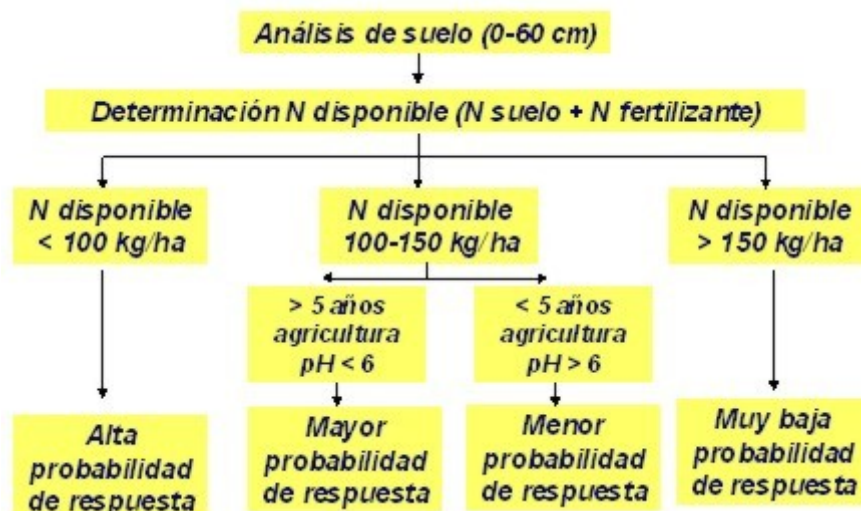 Análisis de suelo (0-60 cm)
Determinación N disponible (N suelo + N fertilizante)
N disponible
< 100 kg/ha
N disponible
100-150 kg/ha
N disponible
> 150 kg/ha
> 5 años
agricultura
pH < 6
< 5 años
agricultura
pH > 6
Alta
probabilidad
de respuesta
Mayor
probabilidad
de respuesta
Menor
probabilidad
de respuesta
Muy baja
probabilidad
de respuesta